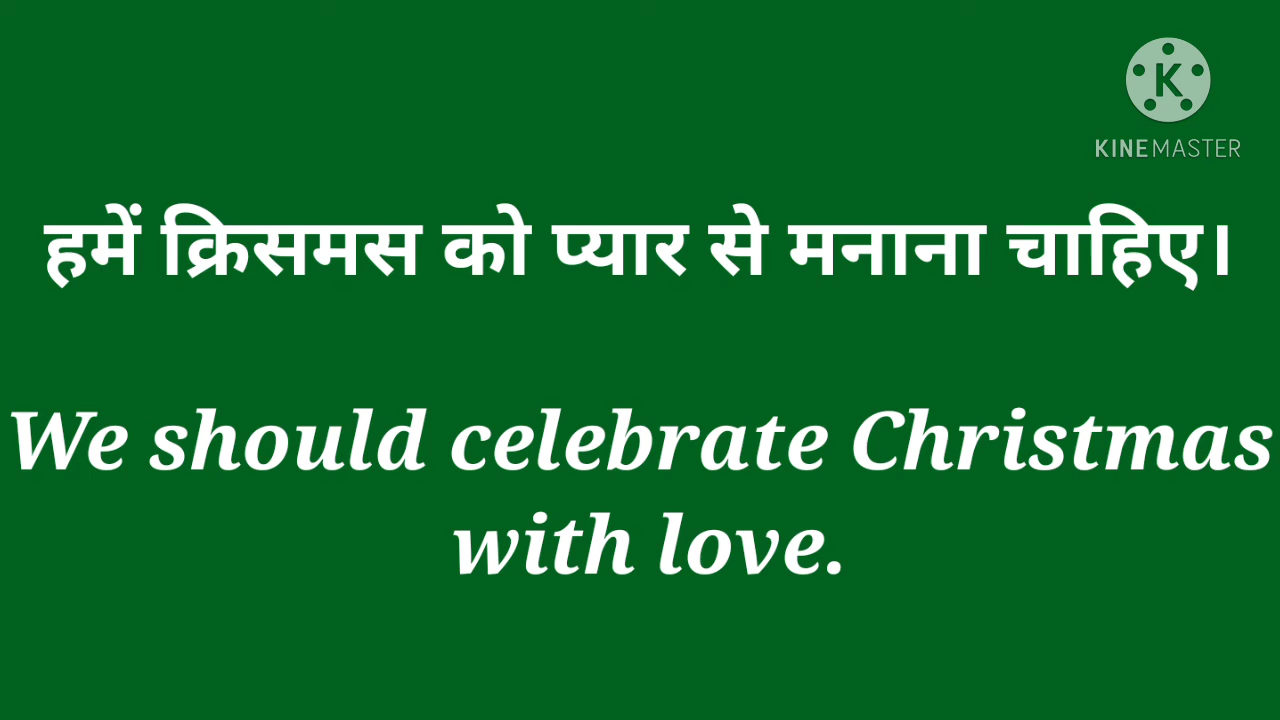 K
KINEMASTER
हमें क्रिसमस को प्यार से मनाना चाहिए।
We should celebrate Christmas
with love.